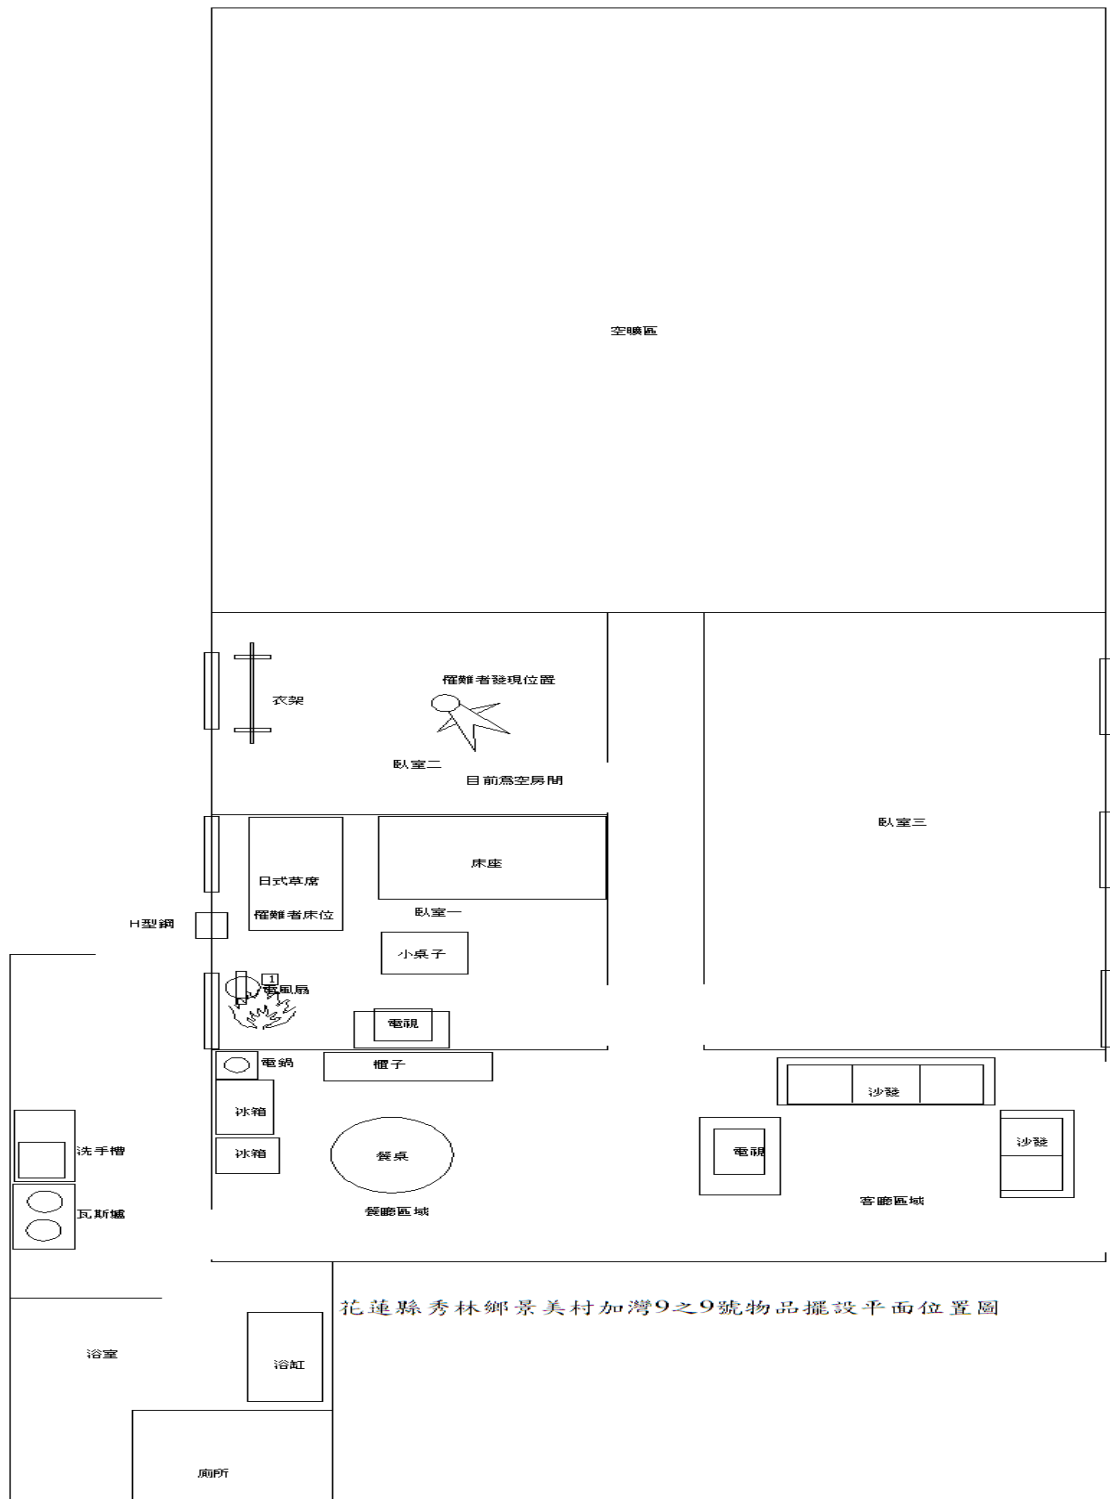 空曠區
罹難者發現位置
衣架
臥室二
目前為空房間
臥室三
床座
日式草席
罹難者床位
臥室一
H型鋼
小桌子
1
電風扇
電視
電鍋
櫃子
沙發
冰箱
沙發
洗手槽
電視
冰箱
餐桌
客廳區域
瓦斯爐
餐廳區域
花蓮縣秀林鄉景美村加灣9之9號物品擺設平面位置圖
浴室
浴缸
廁所